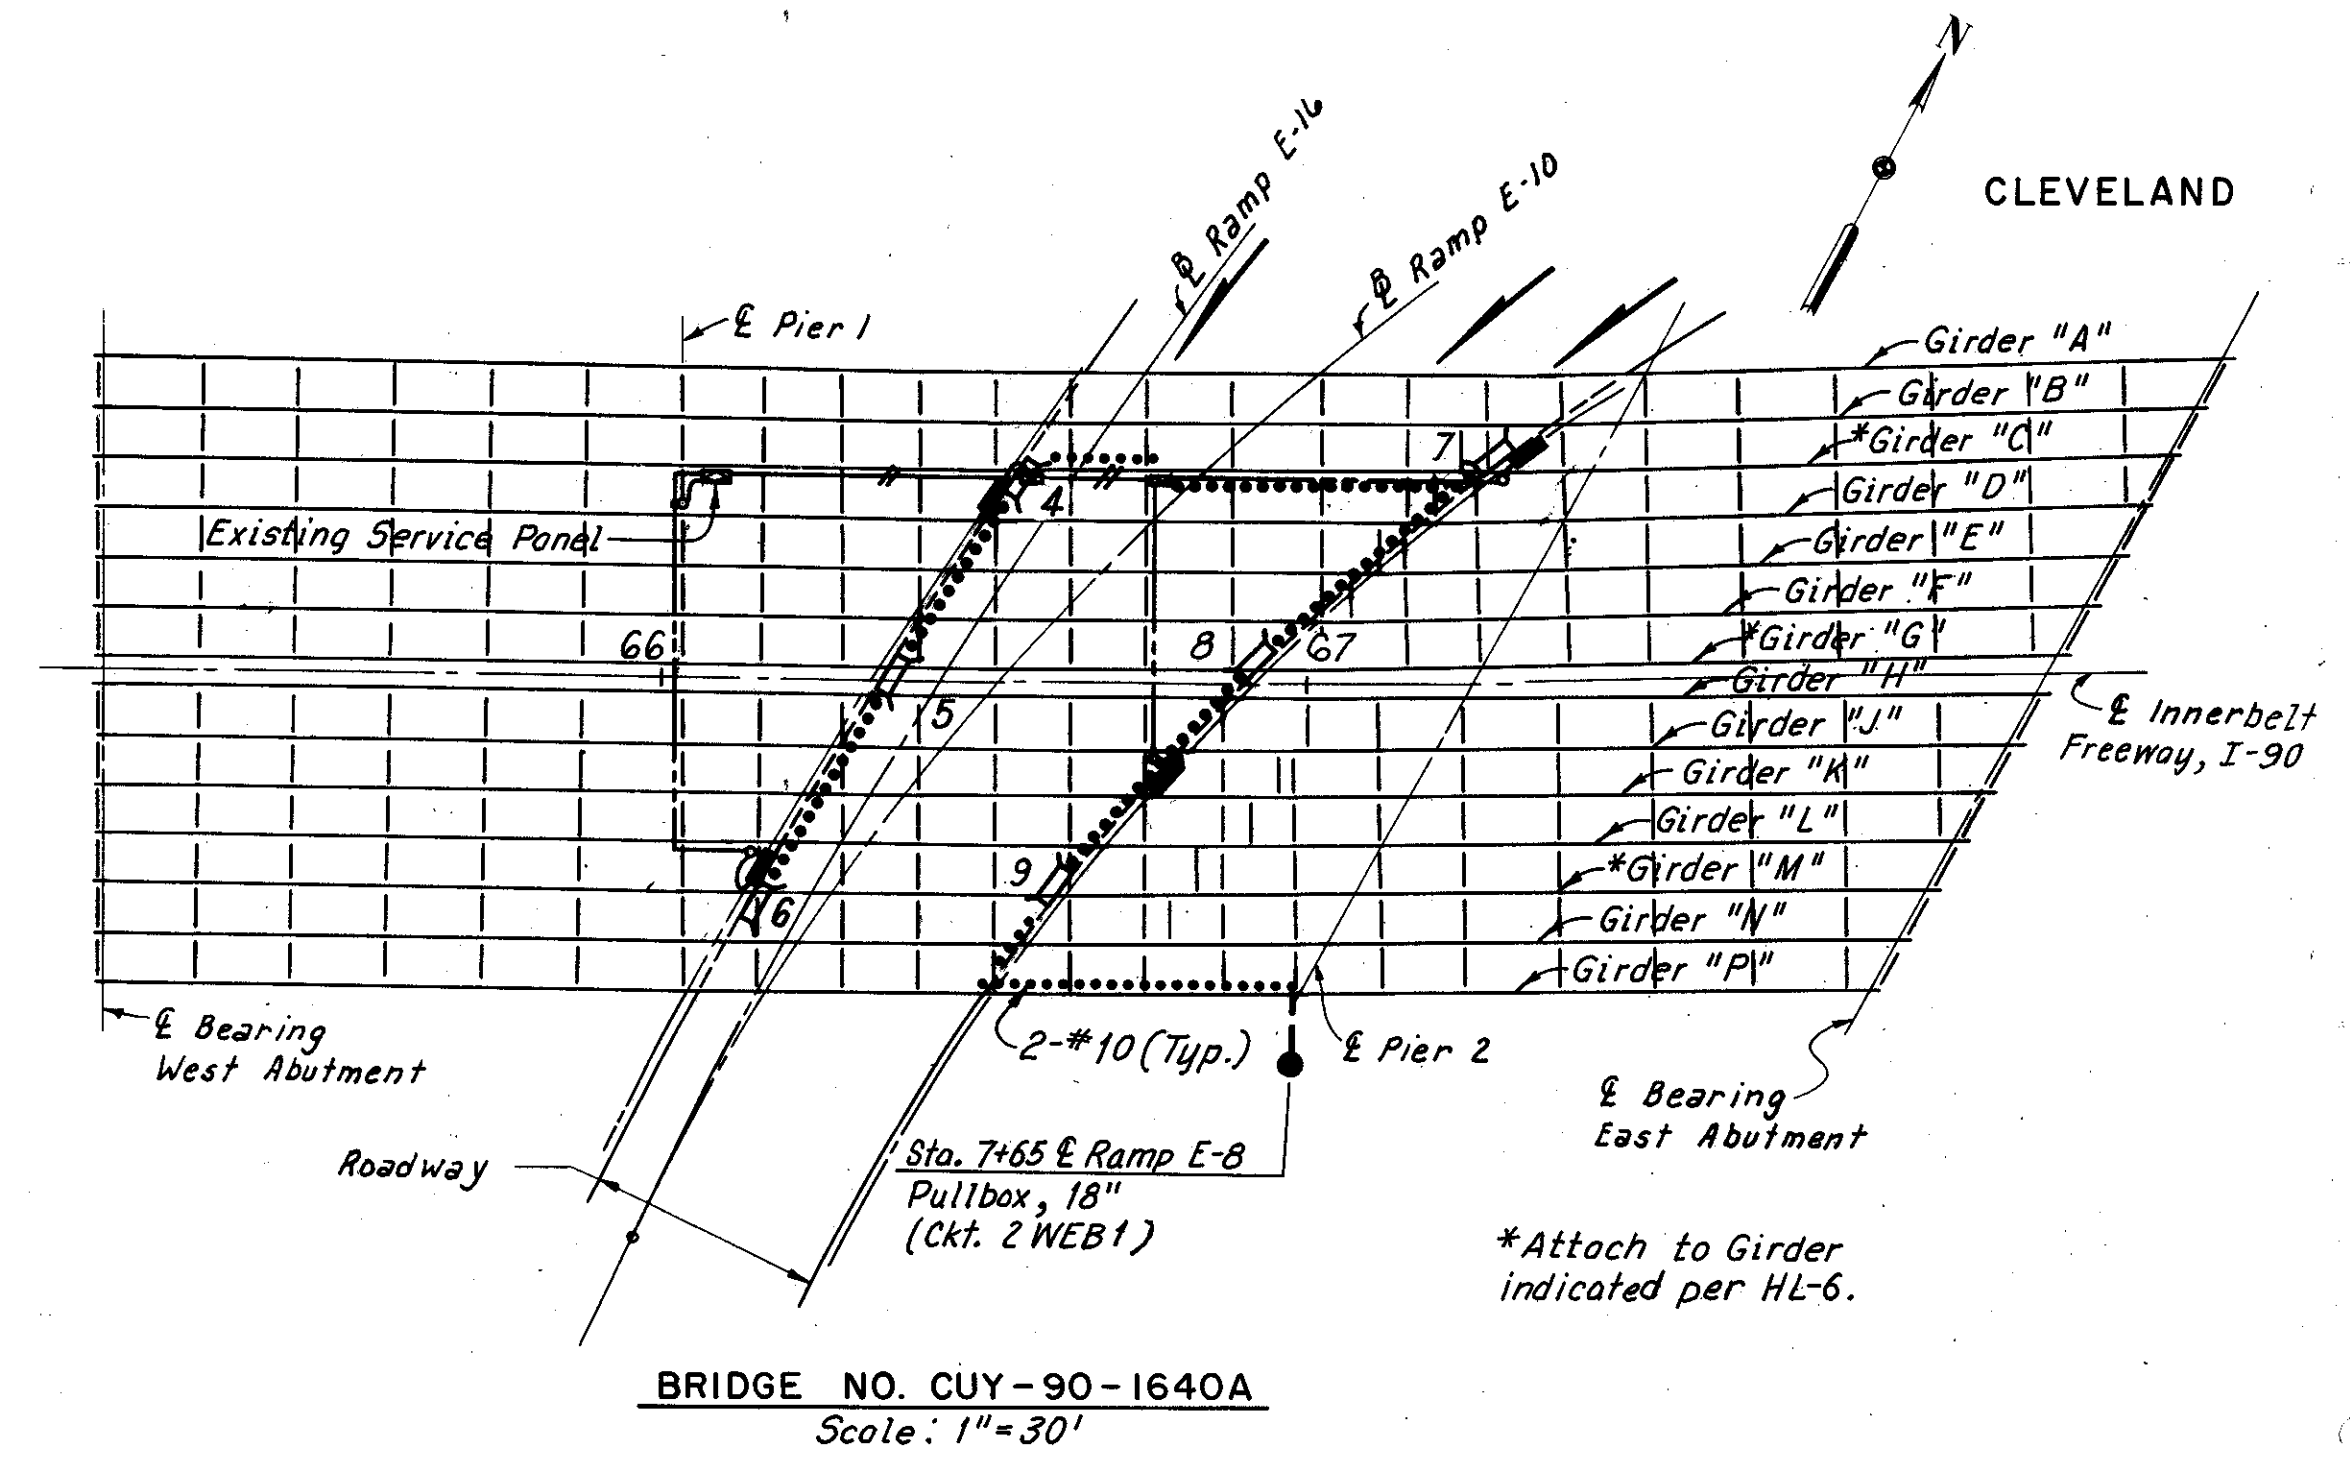 N
CLEVELAND
℄ Ramp E-16
℄ Ramp E-10
℄ Pier 1
Girder "A"
Girder "B"
*Girder "C"
Girder "D"
Girder "E"
Girder "F"
*Girder "G"
Girder "H"
Girder "J"
Girder "K"
Girder "L"
*Girder "M"
Girder "N"
Girder "P"
Existing Service Panel
4
5
6
7
8
9
66
67
℄ Innerbelt
Freeway, I-90
℄ Bearing
West Abutment
2-#10 (Typ.)
℄ Pier 2
℄ Bearing
East Abutment
Roadway
Sta. 7+65 ℄ Ramp E-8
Pullbox, 18"
(Ckt. 2 WEB1)
*Attach to Girder
indicated per HL-6.
BRIDGE NO. CUY-90-1640A
Scale: 1"=30'